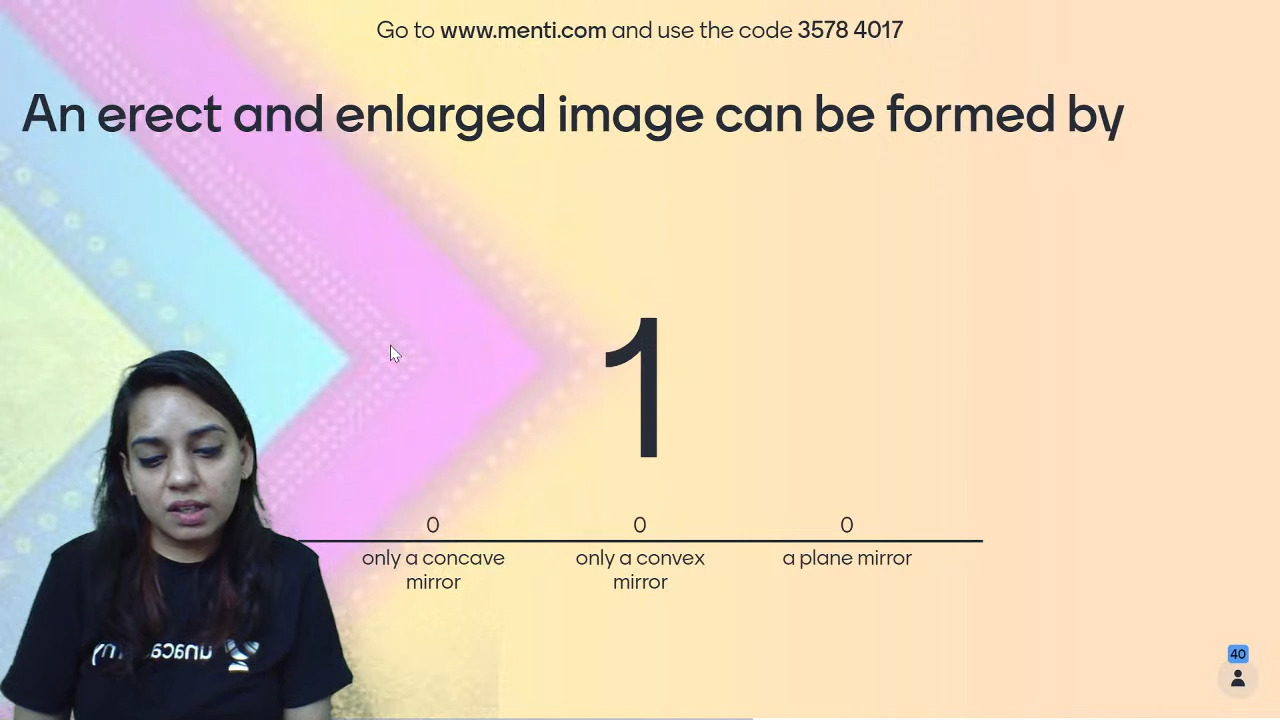 Go to www.menti.com and use the code 3578 4017
An erect and enlarged image can be formed by
1
0
0
0
only a concave
mirror
only a convex
mirror
a plane mirror
40